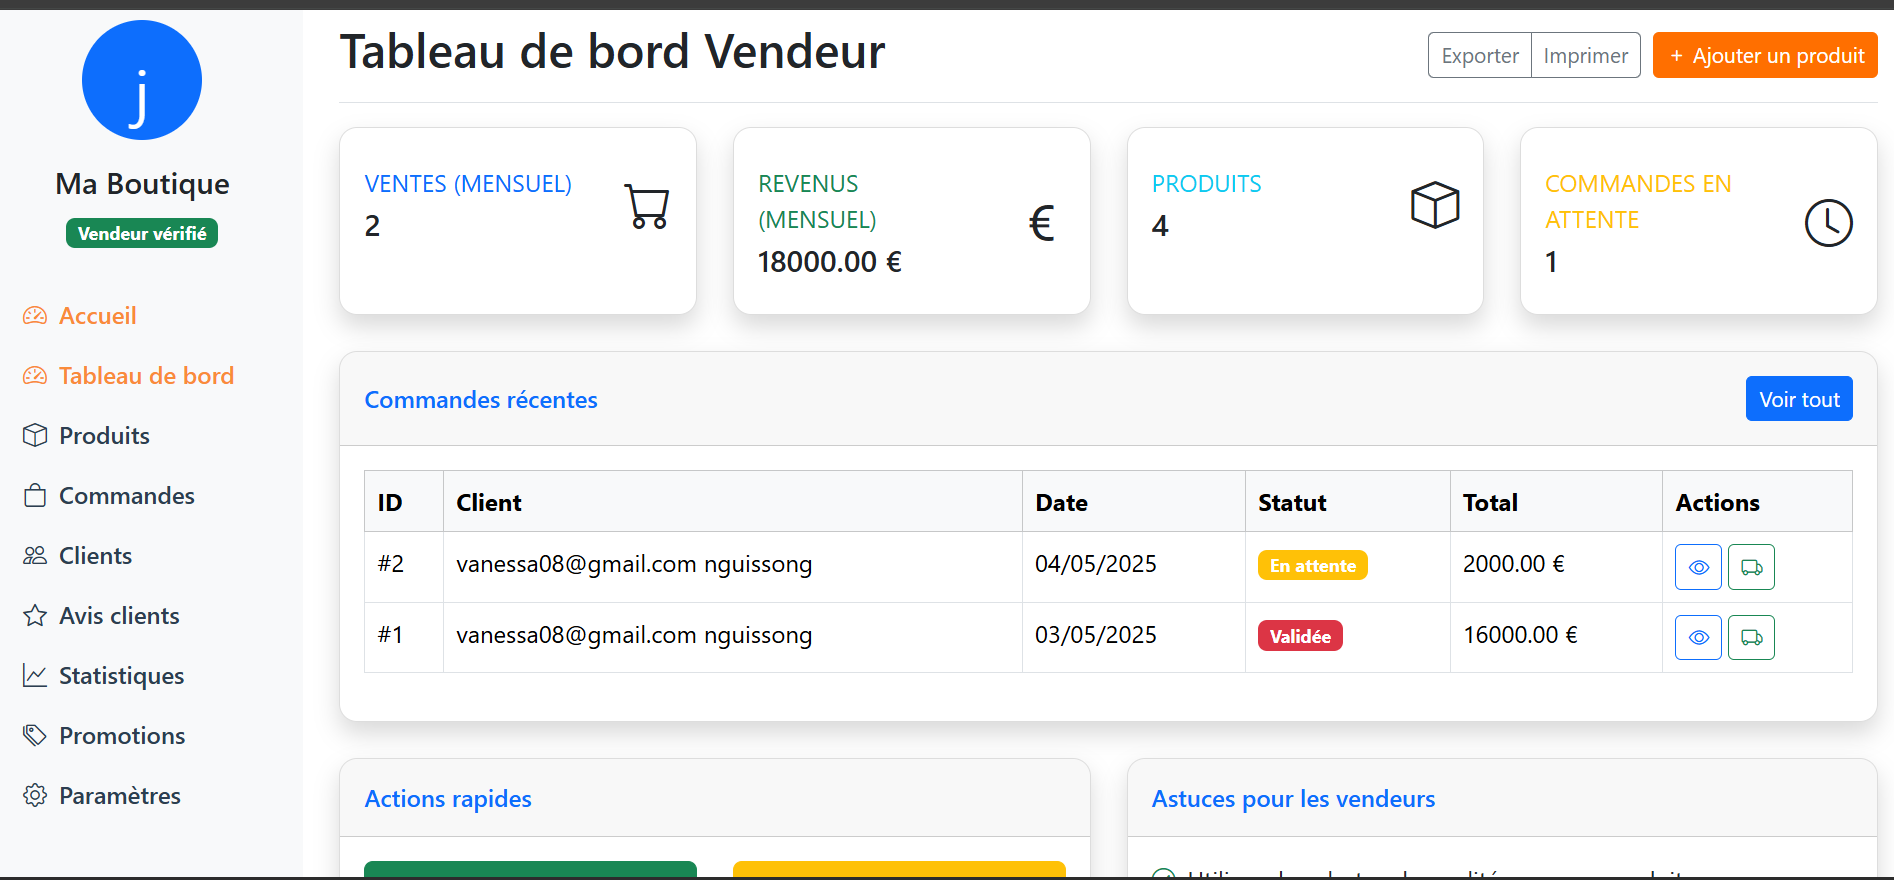 j
Ma Boutique
Vendeur vérifié
Accueil
Tableau de bord
Produits
Commandes
Clients
Avis clients
Statistiques
Promotions
Paramètres
Tableau de bord Vendeur
Exporter
Imprimer
+ Ajouter un produit
VENTES (MENSUEL)
2
REVENUS
(MENSUEL)
18000.00 €
€
PRODUITS
4
COMMANDES EN
ATTENTE
1
Commandes récentes
Voir tout
ID Client Date Statut Total Actions
#2 vanessa08@gmail.com nguissong 04/05/2025 En attente 2000.00 €
#1 vanessa08@gmail.com nguissong 03/05/2025 Validée 16000.00 €
Actions rapides
Astuces pour les vendeurs